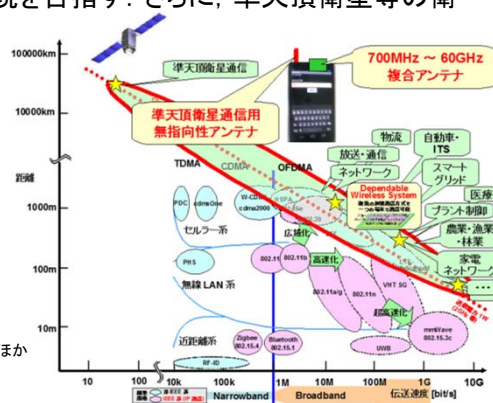 境を目指す．さらに，準天頂衛星等の衛
100000km
準天頂衛星通信
700MHz ～ 60GHz
複合アンテナ
10000km
準天頂衛星通信用
無指向性アンテナ
物流
自動車・
ITS
放送・通信
ネットワーク
スマート
グリッド
TDMA
CDMA
OFDMA
距離
Dependable
Wireless System
医療
プラント制御
1000m
PDC
cdmaOne
W-CDMA
cdma2000
HSPA
農業・漁業
・林業
セルラー系
広域化
家電
ネットワーク
PHS
802.11
802.11b
高速化
100m
無線LAN系
802.11a/g
802.11n
VHT 5G
超高速化
10m
mmWave
802.15.3c
近距離系
Zigbee
802.15.4
Bluetooth
802.15.1
UWB
ほか
RF-ID
10
100
10k
100k
1M
10M
100M
1G
10G
Narrowband
Broadband
伝送速度 [bit/s]